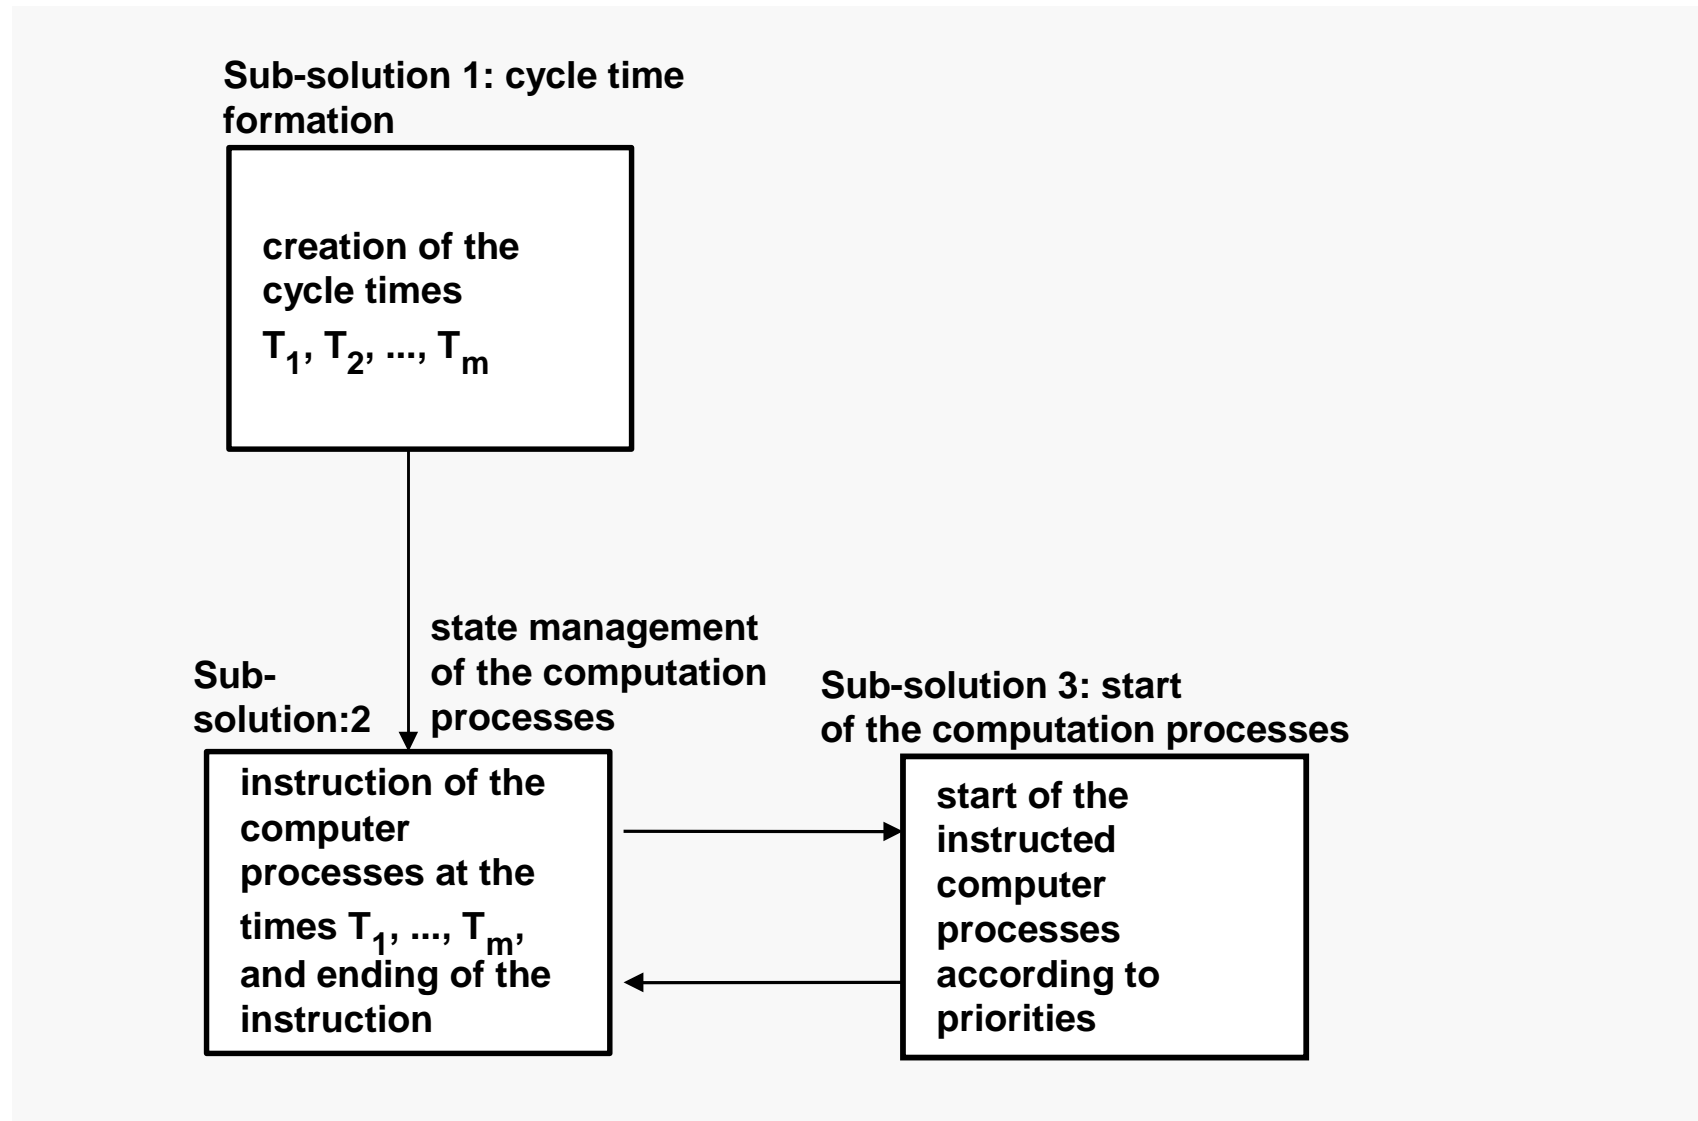 Sub-solution 1: cycle time
formation
creation of the
cycle times
T1, T2, ..., Tm
Sub-
solution:2
state management
of the computation
processes
instruction of the
computer
processes at the
times T1, ..., Tm,
and ending of the
instruction
Sub-solution 3: start
of the computation processes
start of the
instructed
computer
processes
according to
priorities